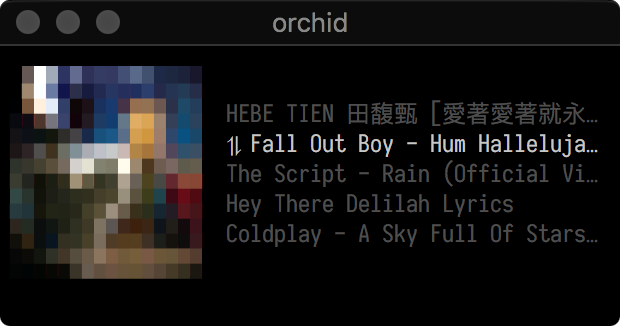 orchid
HEBE TIEN 田馥甄 [愛著愛著就永…
⇅ Fall Out Boy - Hum Halleluja…
The Script - Rain (Official Vi…
Hey There Delilah Lyrics
Coldplay - A Sky Full Of Stars…